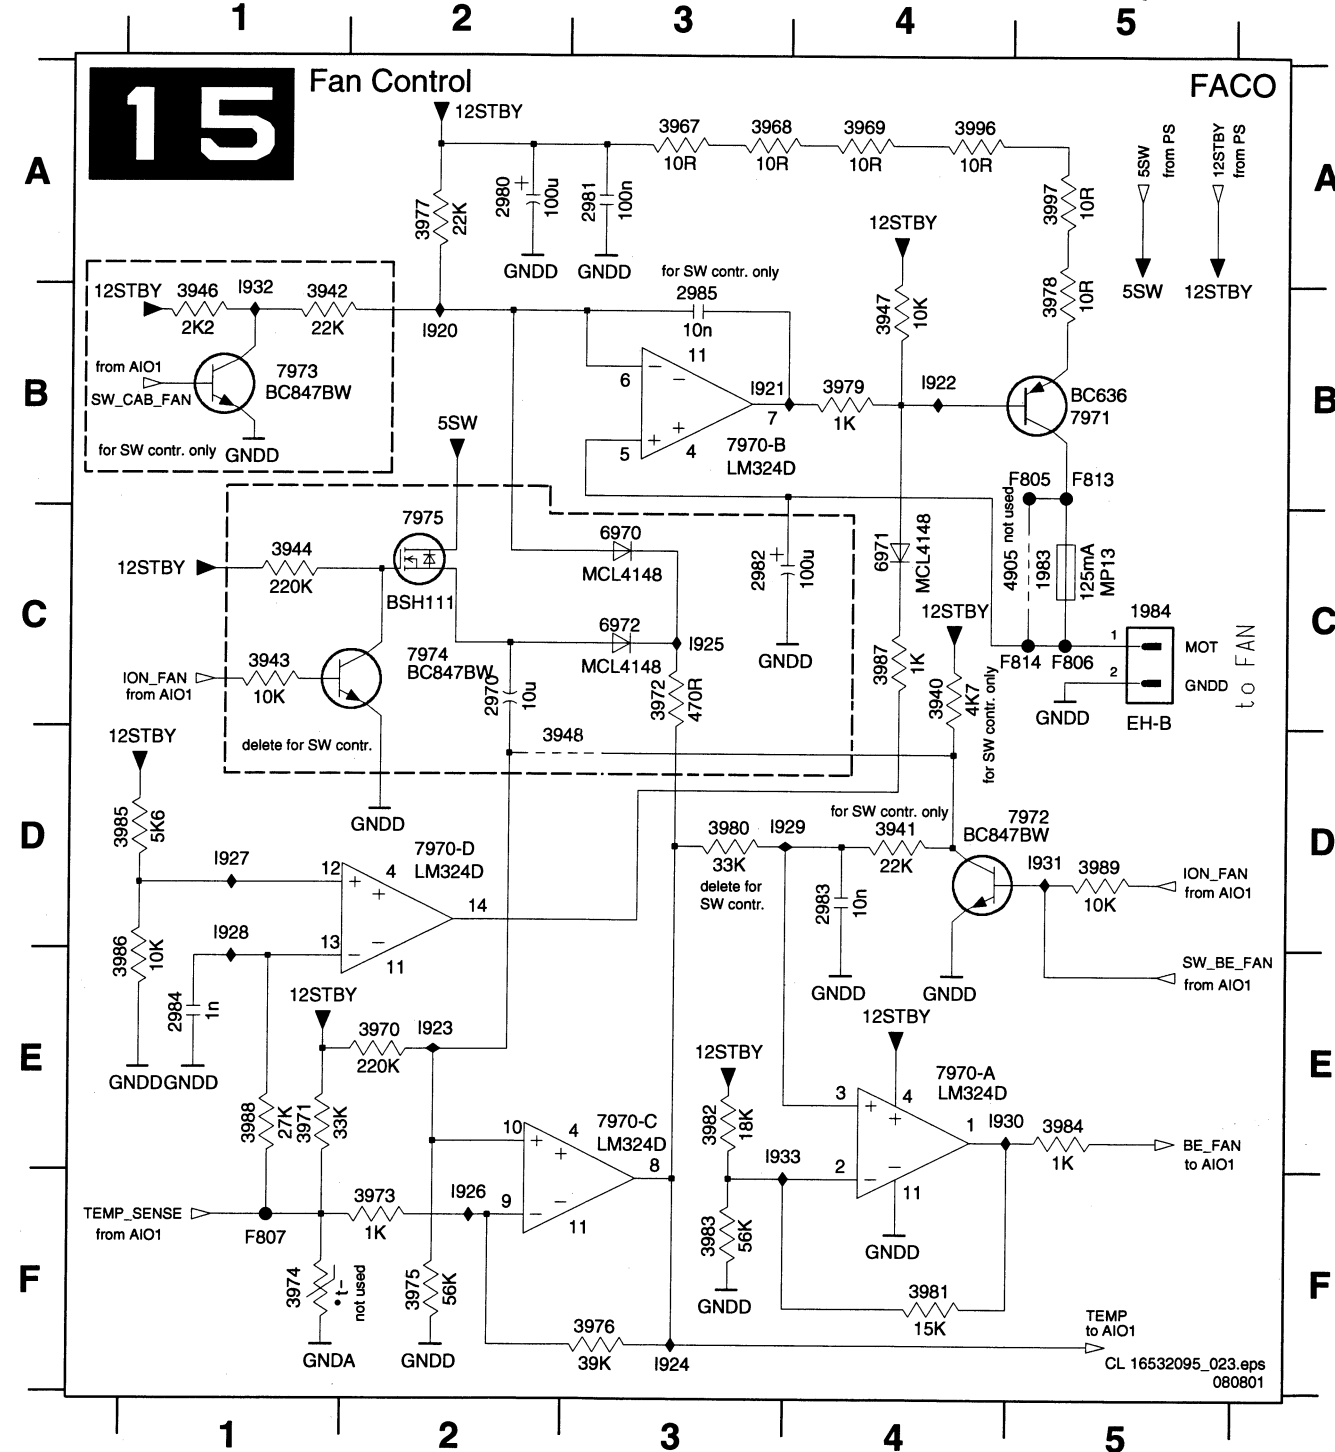 1 2 3 4 5
15 Fan Control FACO
A A
12STBY
3967 3968 3969 3996
10R 10R 10R 10R
5SW from PS
12STBY from PS
3977 22K
2980 + 100u
2981 100n
3997 10R
12STBY
GNDD GNDD
for SW contr. only
5SW 12STBY
12STBY 3946 I932 3942
2K2 22K
I920
2985
10n
3947 10K
3978 10R
B B
from AIO1
SW_CAB_FAN
7973
BC847BW
for SW contr. only GNDD
5SW
11
6
5
4
7970-B
LM324D
I921
7
3979
1K
I922
BC636
7971
F805 F813
C C
12STBY 3944
220K
7975
BSH111
6970
MCL4148
2982 + 100u
6971 MCL4148
4905 not used
1983 125mA MP13
12STBY
1984
ION_FAN
from AIO1
3943
10K
7974
BC847BW
2970 10u
6972
MCL4148
I925
GNDD
3972 470R
3987 1K
3940 4K7
for SW contr. only
F814 F806
1 MOT
2 GNDD
to FAN
GNDD
EH-B
12STBY
delete for SW contr.
3948
D D
3985 5K6
GNDD
I927
12 + 4
+
7970-D
LM324D
14
3980 I929
33K
delete for
SW contr.
for SW contr. only
3941
22K
2983 10n
7972
BC847BW
I931 3989
10K
ION_FAN
from AIO1
I928
13
11
3986 10K
2984 1n
12STBY
GNDD GNDD
SW_BE_FAN
from AIO1
12STBY
E E
GNDD GNDD
3970 I923
220K
3988 27K
3971 33K
12STBY
3982 18K
7970-A
LM324D
3 + 4
+
1 I930 3984
1K
BE_FAN
to AIO1
10 + 4
+
7970-C
LM324D
8
I933
2
11
TEMP_SENSE
from AIO1
F807
3973
1K
I926
9
11
3983 56K
GNDD
F F
3974 t- not used
3975 56K
GNDD
3981
15K
GNDA GNDD
3976
39K
I924
TEMP
to AIO1
CL 16532095_023.eps
080801
1 2 3 4 5